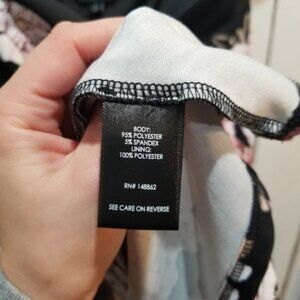 BODY:
95% POLYESTER
5% SPANDEX
LINING:
100% POLYESTER
RN# 148862
SEE CARE ON REVERSE